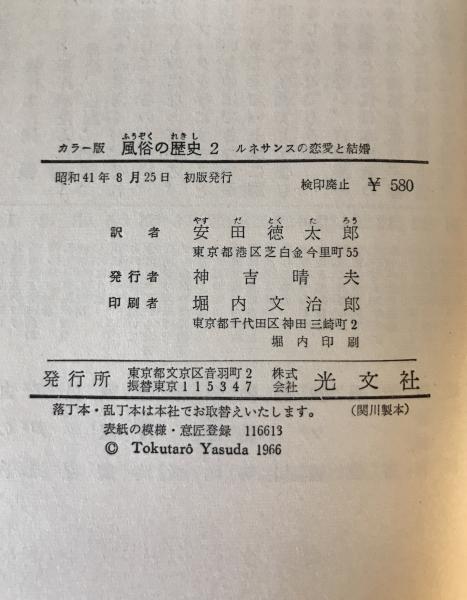 ふうぞく れきし
カラー版 風俗の歴史 2 ルネサンスの恋愛と結婚
昭和41年8月25日 初版発行 検印廃止 ¥ 580
やす だ とく た ろう
訳者 安田徳太郎
東京都港区芝白金今里町55
発行者 神吉晴夫
印刷者 堀内文治郎
東京都千代田区神田三崎町2
堀内印刷
発行所 東京都文京区音羽町2 株式 光文社
振替東京115347 会社
落丁本・乱丁本は本社でお取替えいたします。 (関川製本)
表紙の模様・意匠登録 116613
© Tokutarô Yasuda 1966